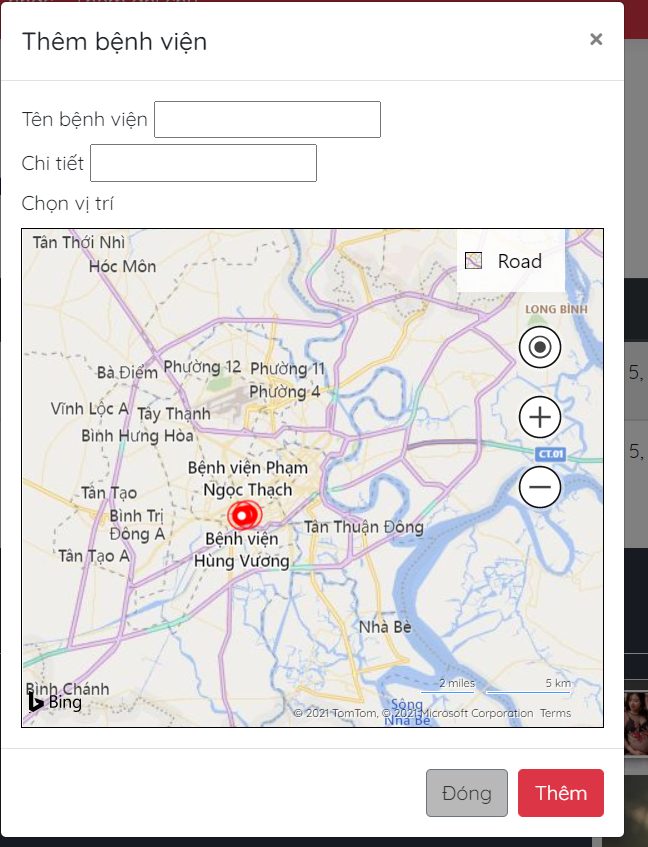 Thêm bệnh viện
×
Tên bệnh viện
Chi tiết
Chọn vị trí
Tân Thới Nhì
Road
Hóc Môn
LONG BÌNH
Bà Điểm
Phường 12
Phường 11
Phường 4
Vĩnh Lộc A
Tây Thạnh
Bình Hưng Hòa
CT.01
Bệnh viện Phạm
Ngọc Thạch
Tân Tạo
Bình Trị
Đông A
Tân Thuận Đông
Bệnh viện
Hùng Vương
Tân Tạo A
Nhà Bè
Bình Chánh
2 miles
5 km
Bing
Sông
Nhà Bè
© 2021 TomTom, © 2021 Microsoft Corporation Terms
Đóng
Thêm
5,
5,